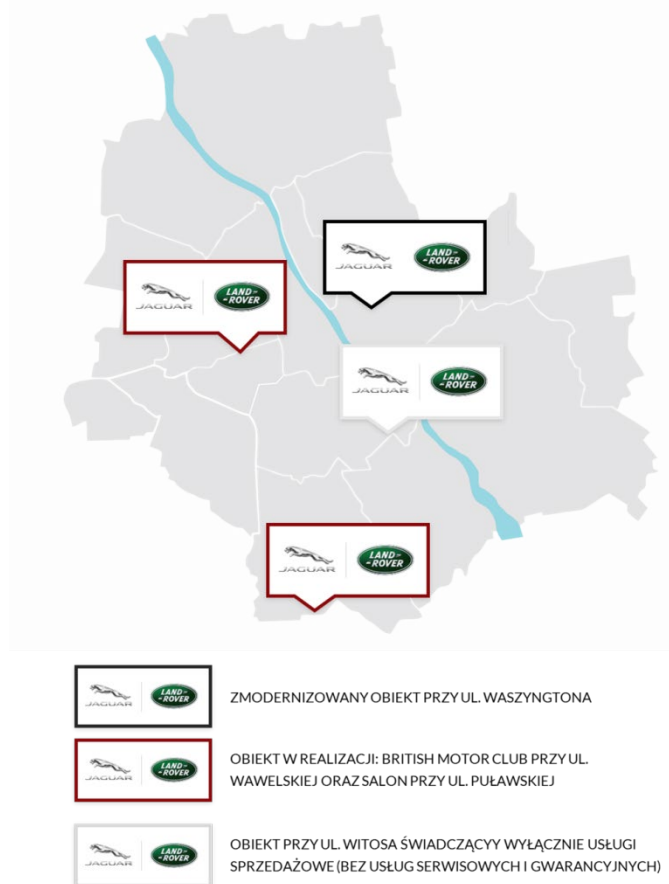 JAGUAR LAND-ROVER
JAGUAR LAND-ROVER
JAGUAR LAND-ROVER
JAGUAR LAND-ROVER
JAGUAR LAND-ROVER
ZMODERNIZOWANY OBIEKT PRZY UL. WASZYNGTONA
JAGUAR LAND-ROVER
OBIEKT W REALIZACJI: BRITISH MOTOR CLUB PRZY UL.
WAWELSKIEJ ORAZ SALON PRZY UL. PUŁAWSKIEJ
JAGUAR LAND-ROVER
OBIEKT PRZY UL. WITOSA ŚWIADCZĄCYY WYŁĄCZNIE USŁUGI
SPRZEDAŻOWE (BEZ USŁUG SERWISOWYCH I GWARANCYJNYCH)